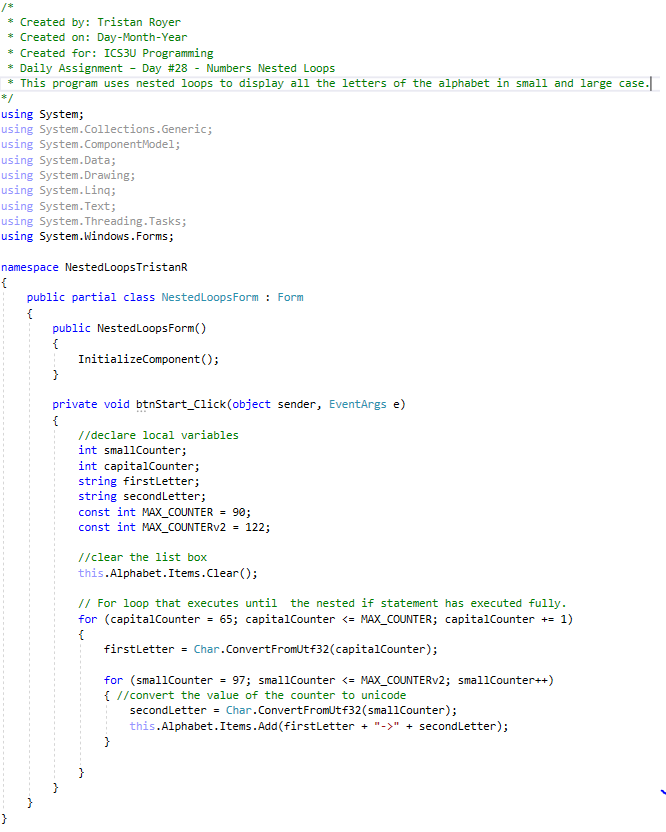 /*
 * Created by: Tristan Royer
 * Created on: Day-Month-Year
 * Created for: ICS3U Programming
 * Daily Assignment – Day #28 - Numbers Nested Loops
 * This program uses nested loops to display all the letters of the alphabet in small and large case.
*/
using System;
using System.Collections.Generic;
using System.ComponentModel;
using System.Data;
using System.Drawing;
using System.Linq;
using System.Text;
using System.Threading.Tasks;
using System.Windows.Forms;

namespace NestedLoopsTristanR
{
    public partial class NestedLoopsForm : Form
    {
        public NestedLoopsForm()
        {
            InitializeComponent();
        }

        private void btnStart_Click(object sender, EventArgs e)
        {
            //declare local variables
            int smallCounter;
            int capitalCounter;
            string firstLetter;
            string secondLetter;
            const int MAX_COUNTER = 90;
            const int MAX_COUNTERv2 = 122;

            //clear the list box
            this.Alphabet.Items.Clear();

            // For loop that executes until  the nested if statement has executed fully.
            for (capitalCounter = 65; capitalCounter <= MAX_COUNTER; capitalCounter += 1)
            {
                firstLetter = Char.ConvertFromUtf32(capitalCounter);

                for (smallCounter = 97; smallCounter <= MAX_COUNTERv2; smallCounter++)
                { //convert the value of the counter to unicode
                    secondLetter = Char.ConvertFromUtf32(smallCounter);
                    this.Alphabet.Items.Add(firstLetter + "->" + secondLetter);
                }

            }
        }
    }
}